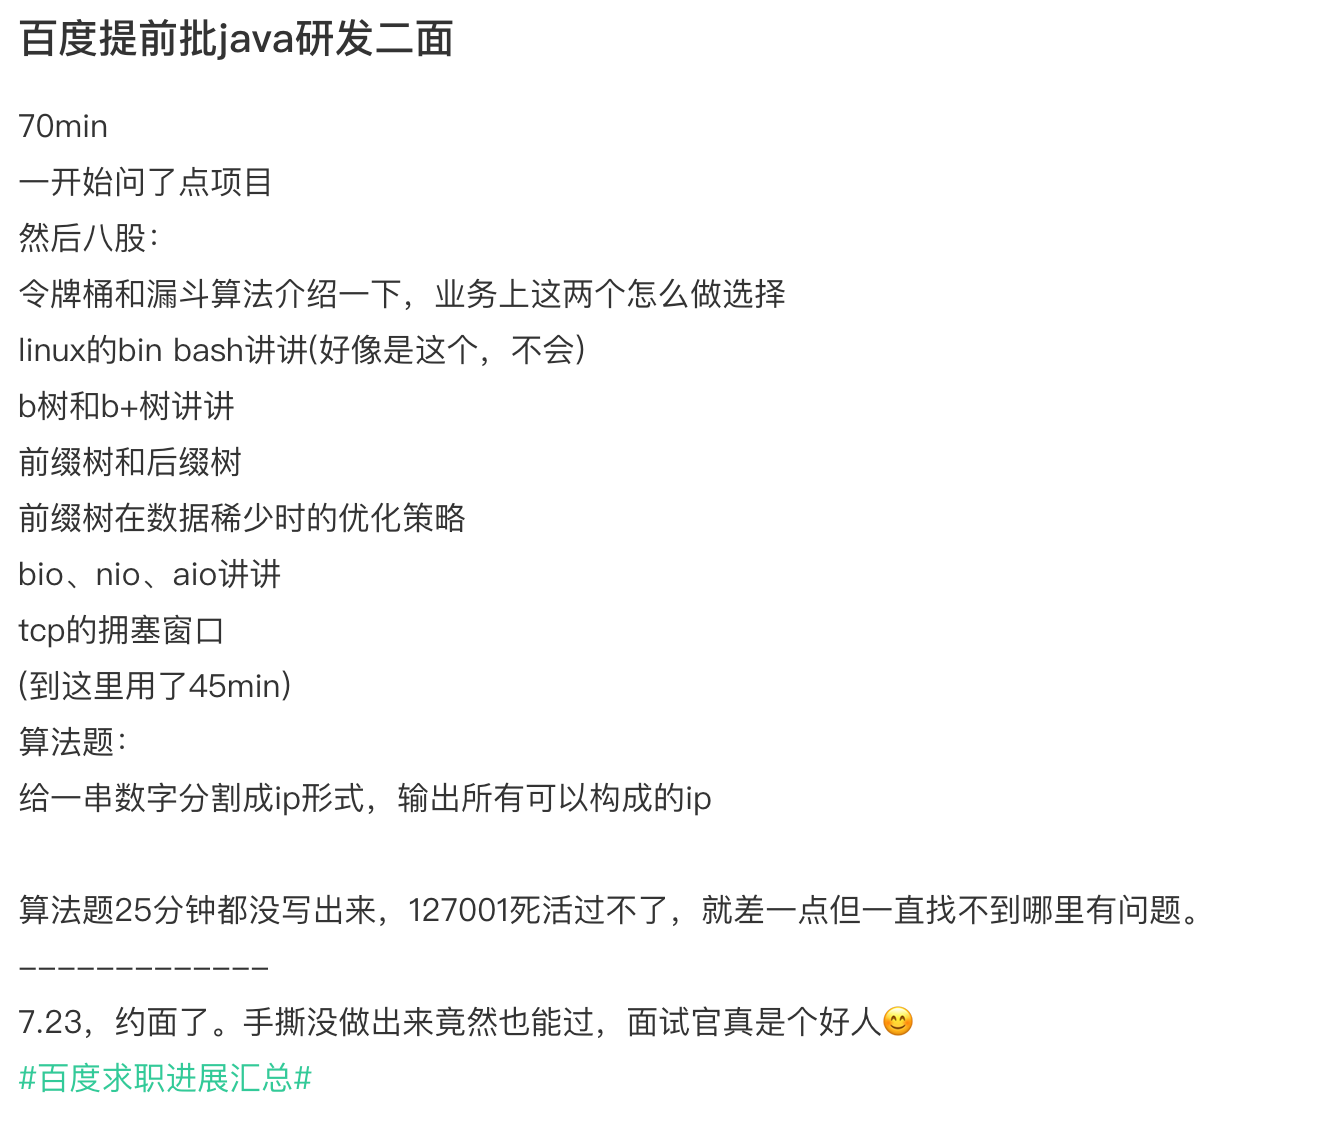 百度提前批java研发二面
70min
一开始问了点项目
然后八股：
令牌桶和漏斗算法介绍一下，业务上这两个怎么做选择
linux的bin bash讲讲(好像是这个，不会)
b树和b+树讲讲
前缀树和后缀树
前缀树在数据稀少时的优化策略
bio、nio、aio讲讲
tcp的拥塞窗口
(到这里用了45min)
算法题：
给一串数字分割成ip形式，输出所有可以构成的ip
算法题25分钟都没写出来，127001死活过不了，就差一点但一直找不到哪里有问题。
-------------
7.23，约面了。手撕没做出来竟然也能过，面试官真是个好人😊
#百度求职进展汇总#